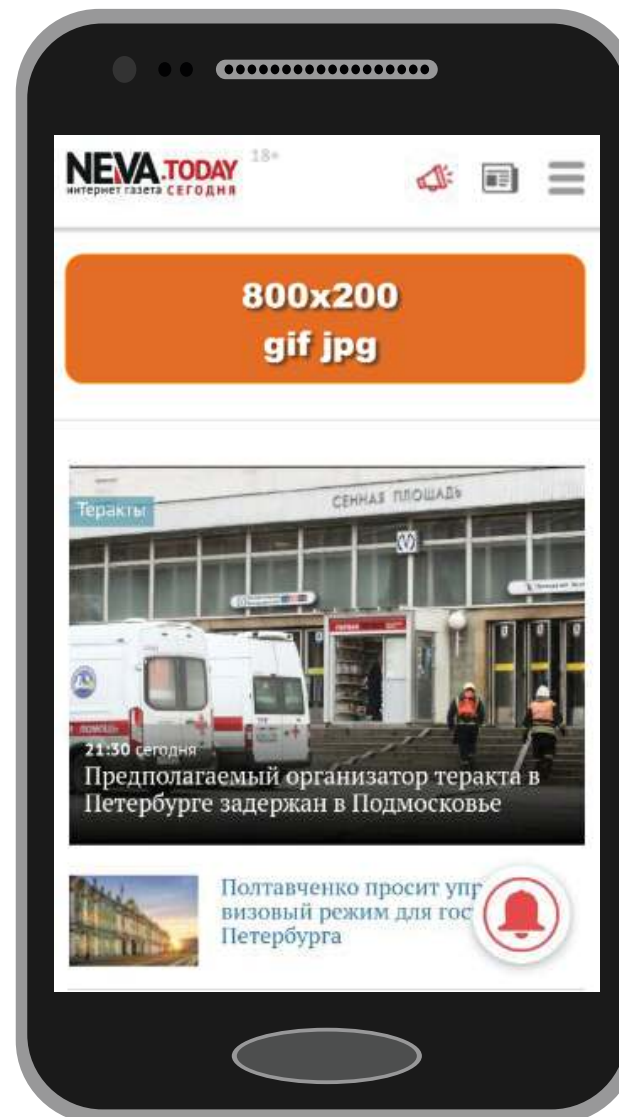 NEVA.TODAY 18+
интернет газета СЕГОДНЯ
800x200
gif jpg
СЕННАЯ ПЛОЩАДЬ
Теракты
ПОМОЩЬ
21:30 сегодня
Предполагаемый организатор теракта в
Петербурге задержан в Подмосковье
Полтавченко просит упр
визовый режим для гос
Петербурга